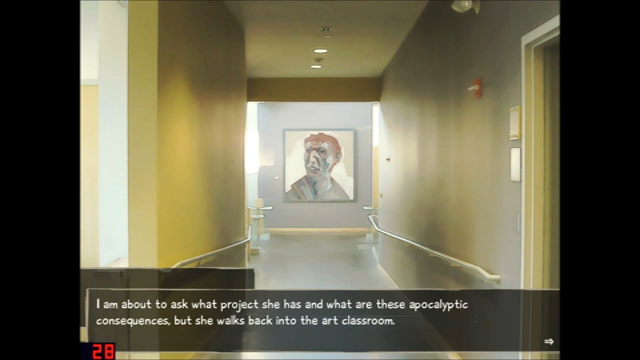 I am about to ask what project she has and what are these apocalyptic
consequences, but she walks back into the art classroom.
28